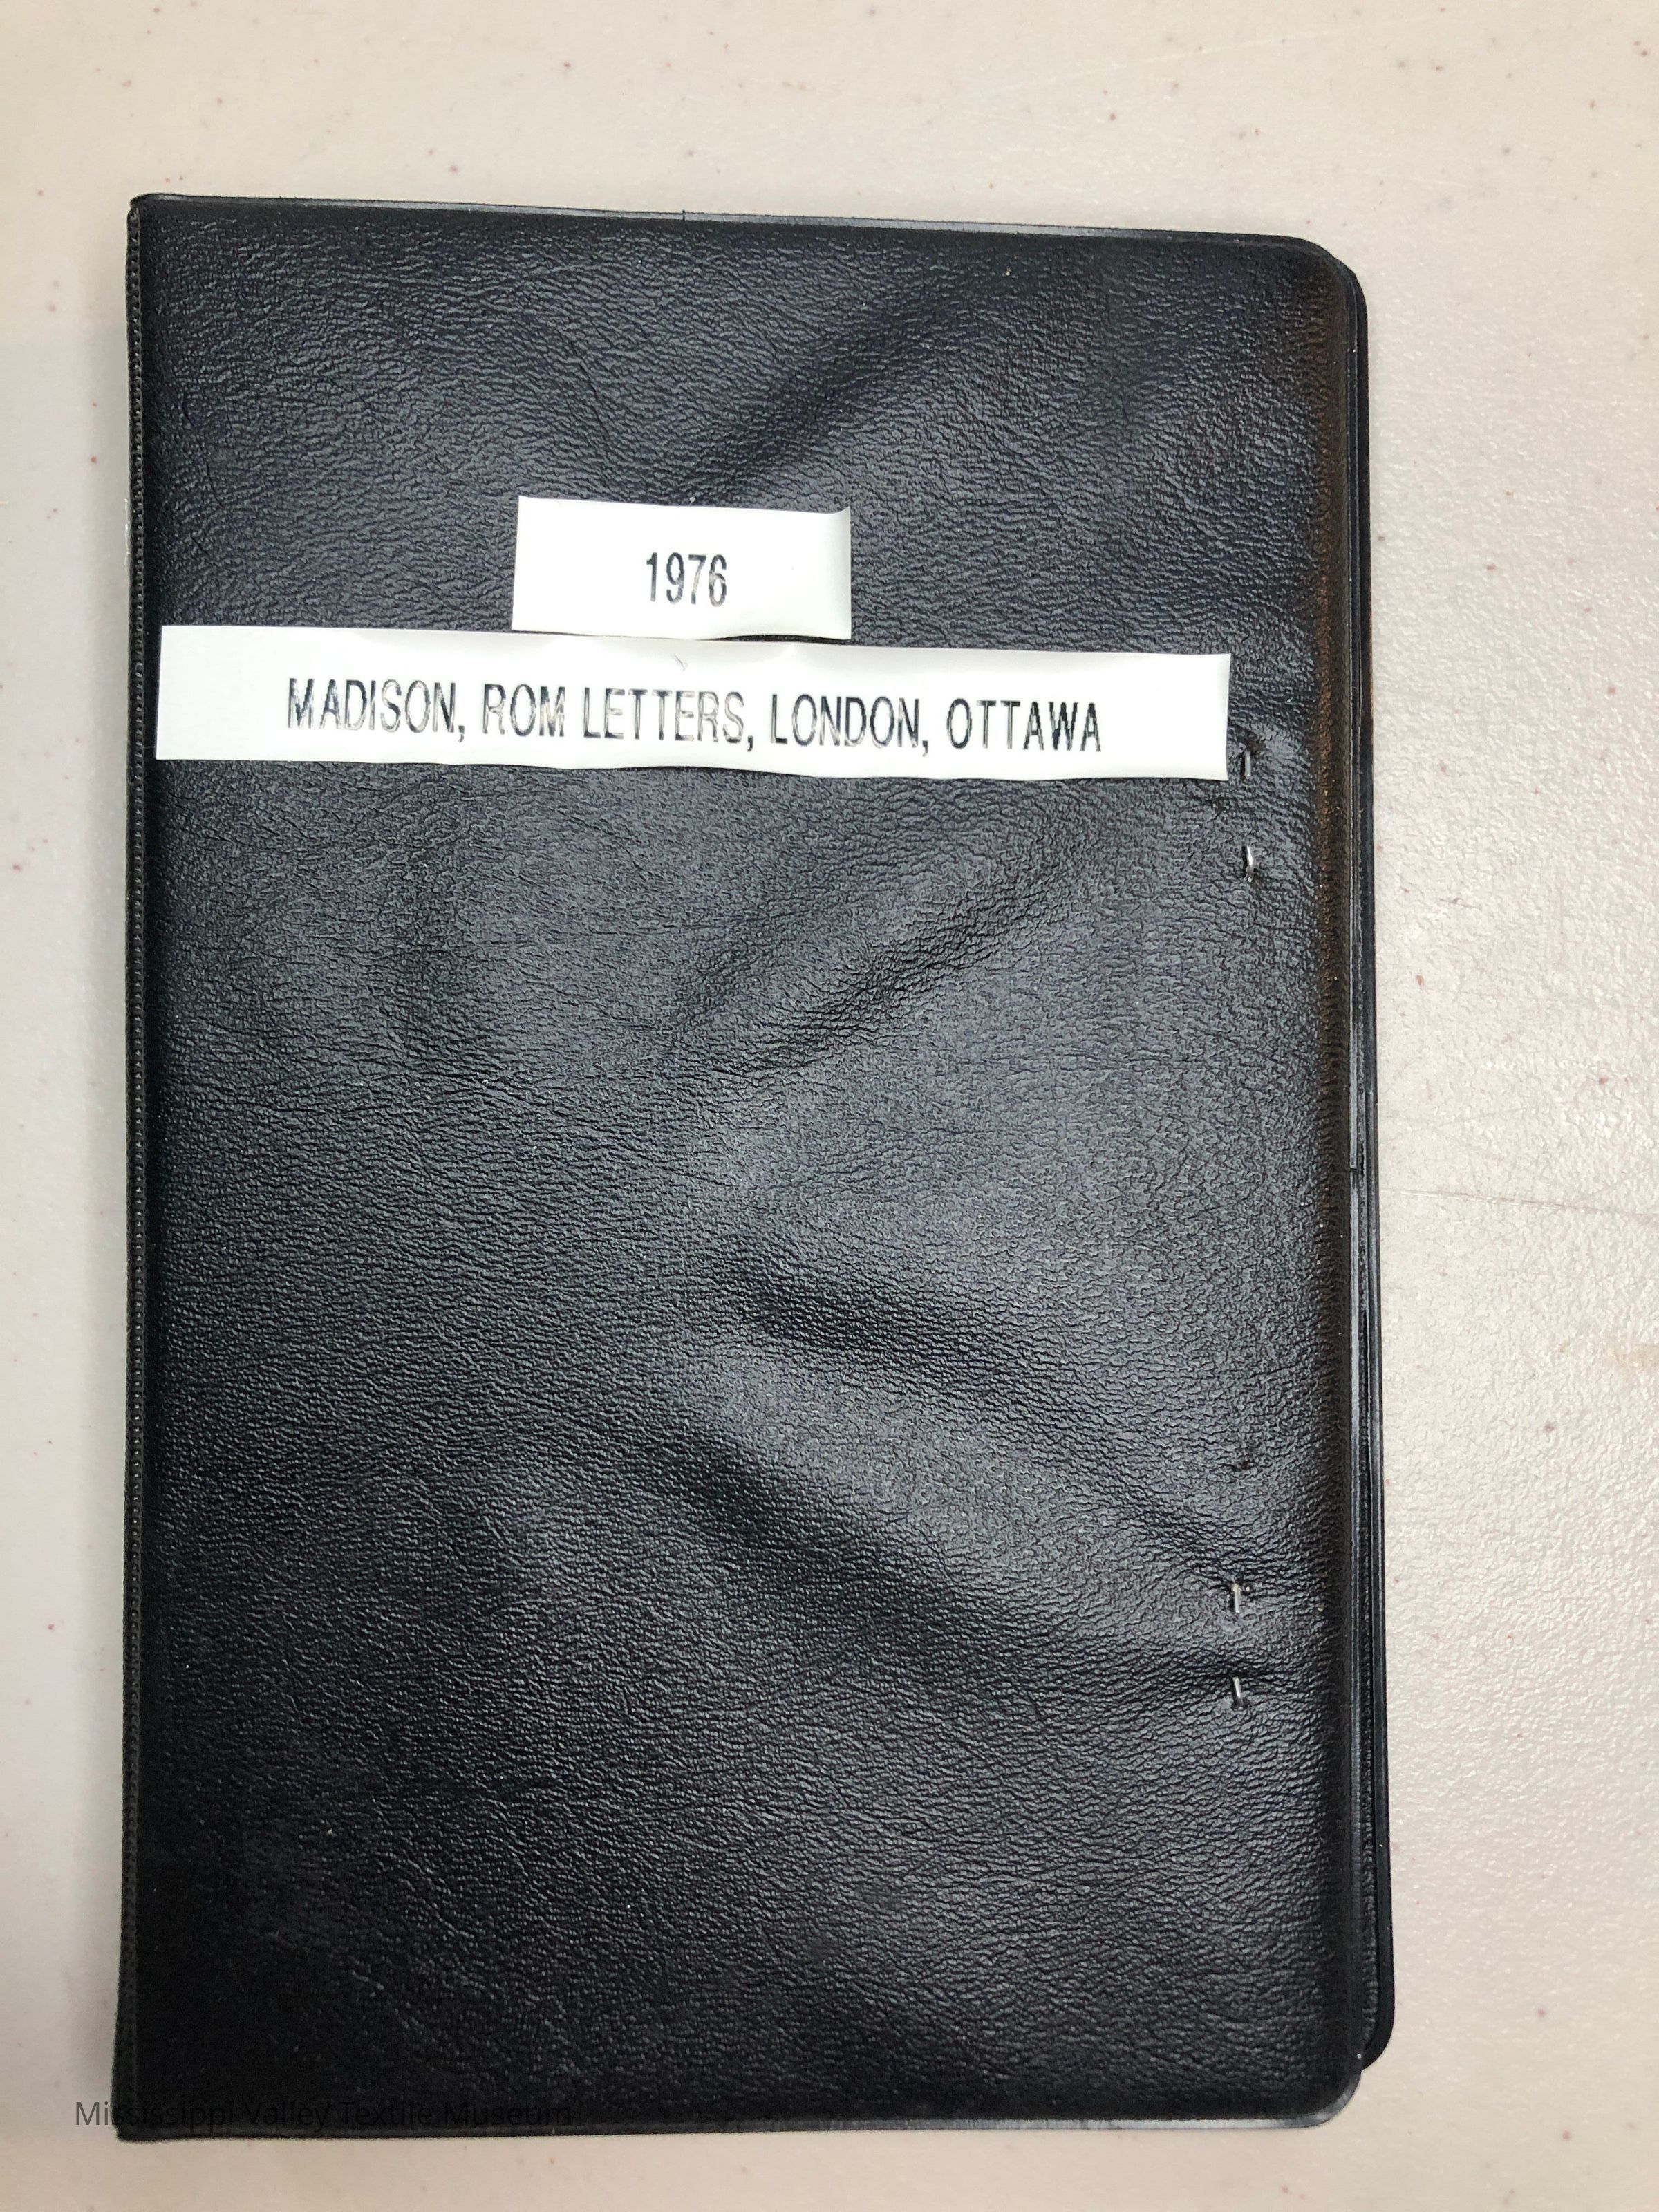 1976
MADISON, ROM LETTERS, LONDON, OTTAWA
Mississippi Valley Textile Museum